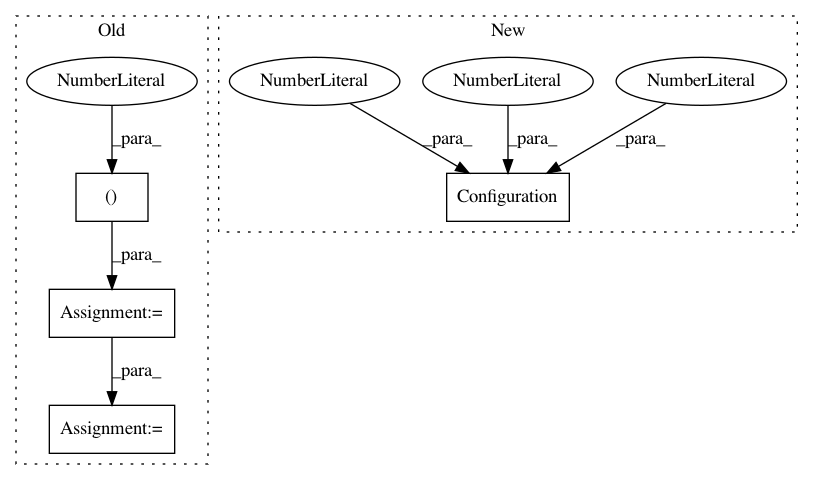 Old
NumberLiteral
_para_
()
_para_
Assignment:=
_para_
Assignment:=
New
NumberLiteral NumberLiteral NumberLiteral
_para_ _para_ _para_
Configuration